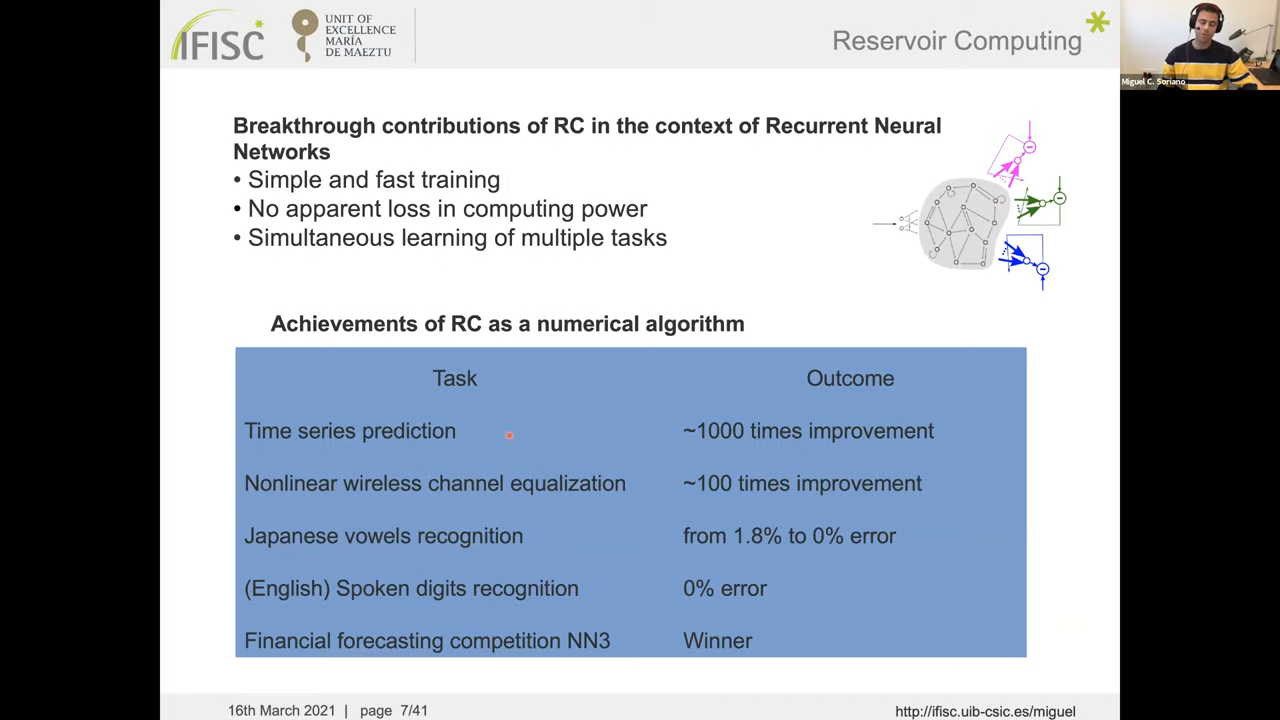 IFISC
UNIT OF
EXCELLENCE
MARÍA
DE MAEZTU
Reservoir Computing
Miguel C. Soriano
Breakthrough contributions of RC in the context of Recurrent Neural
Networks
• Simple and fast training
• No apparent loss in computing power
• Simultaneous learning of multiple tasks
Achievements of RC as a numerical algorithm
Task Outcome
Time series prediction ~1000 times improvement
Nonlinear wireless channel equalization ~100 times improvement
Japanese vowels recognition from 1.8% to 0% error
(English) Spoken digits recognition 0% error
Financial forecasting competition NN3 Winner
16th March 2021 | page 7/41
http://ifisc.uib-csic.es/miguel